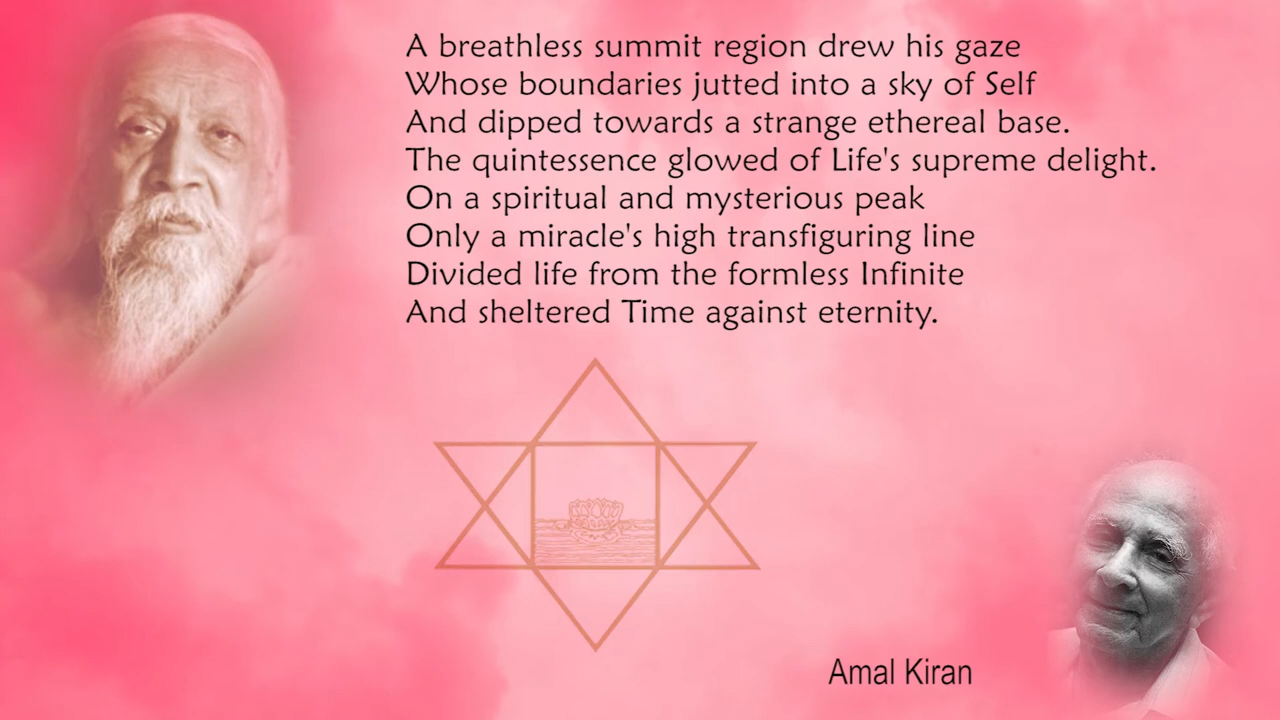 A breathless summit region drew his gaze
Whose boundaries jutted into a sky of Self
And dipped towards a strange ethereal base.
The quintessence glowed of Life's supreme delight.
On a spiritual and mysterious peak
Only a miracle's high transfiguring line
Divided life from the formless Infinite
And sheltered Time against eternity.
Amal Kiran